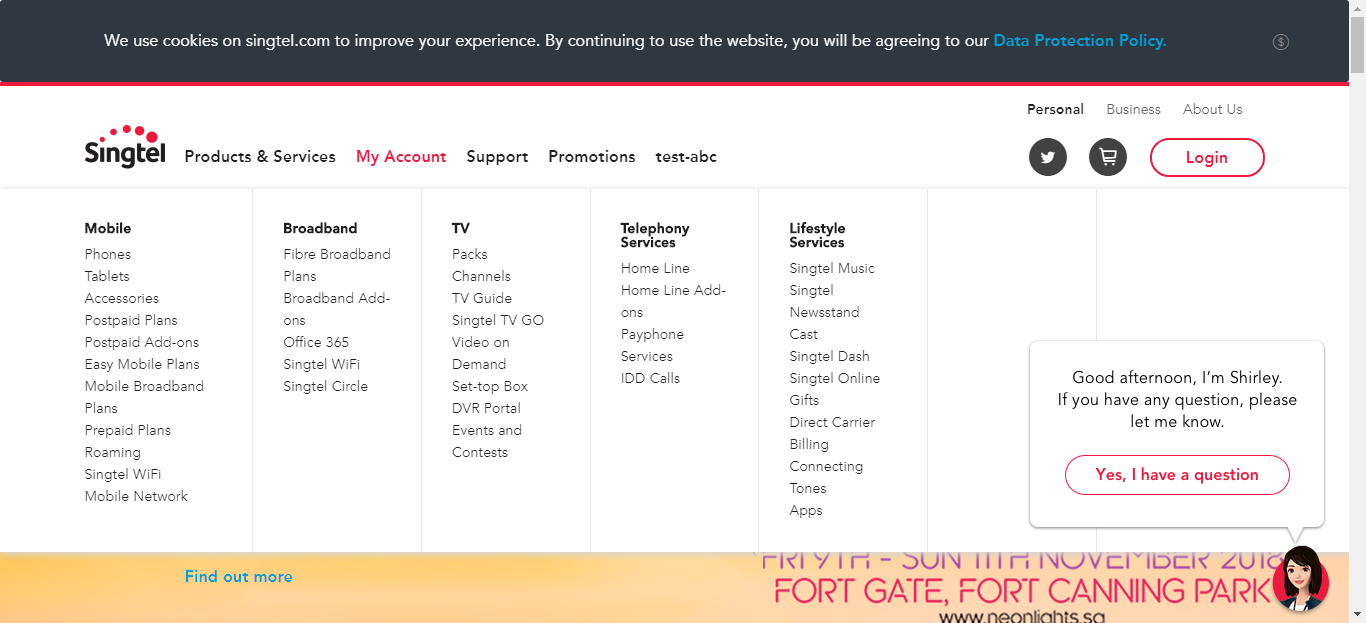 We use cookies on singtel.com to improve your experience. By continuing to use the website, you will be agreeing to our Data Protection Policy.
Personal
Business
About Us
Singtel
Products & Services
My Account
Support
Promotions
test-abc
Login
Mobile
Phones
Tablets
Accessories
Postpaid Plans
Postpaid Add-ons
Easy Mobile Plans
Mobile Broadband
Plans
Prepaid Plans
Roaming
Singtel WiFi
Mobile Network
Broadband
Fibre Broadband
Plans
Broadband Add-
ons
Office 365
Singtel WiFi
Singtel Circle
TV
Packs
Channels
TV Guide
Singtel TV GO
Video on
Demand
Set-top Box
DVR Portal
Events and
Contests
Telephony
Services
Home Line
Home Line Add-
ons
Payphone
Services
IDD Calls
Lifestyle
Services
Singtel Music
Singtel
Newsstand
Cast
Singtel Dash
Singtel Online
Gifts
Direct Carrier
Billing
Connecting
Tones
Apps
Good afternoon, I'm Shirley.
If you have any question, please
let me know.
Yes, I have a question
Find out more
FRI 9TH - SUN 11TH NOVEMBER 2018
FORT GATE, FORT CANNING PARK
www.neonlights.sg